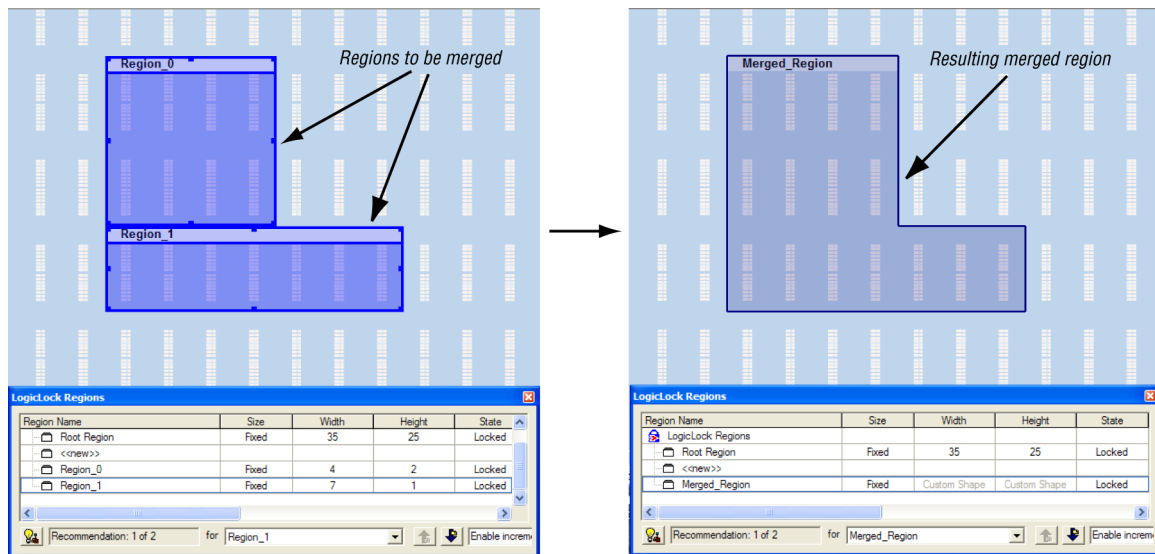 Region_0
Regions to be merged
Region_1
LogicLock Regions
Region Name Size Width Height State
Root Region Fixed 35 25 Locked
<<new>>
Region_0 Fixed 4 2 Locked
Region_1 Fixed 7 1 Locked
Recommendation: 1 of 2 for Region_1 Enable increm
Merged_Region
Resulting merged region
LogicLock Regions
Region Name Size Width Height State
LogicLock Regions
Root Region Fixed 35 25 Locked
<<new>>
Merged_Region Fixed Custom Shape Custom Shape Locked
Recommendation: 1 of 2 for Merged_Region Enable increm